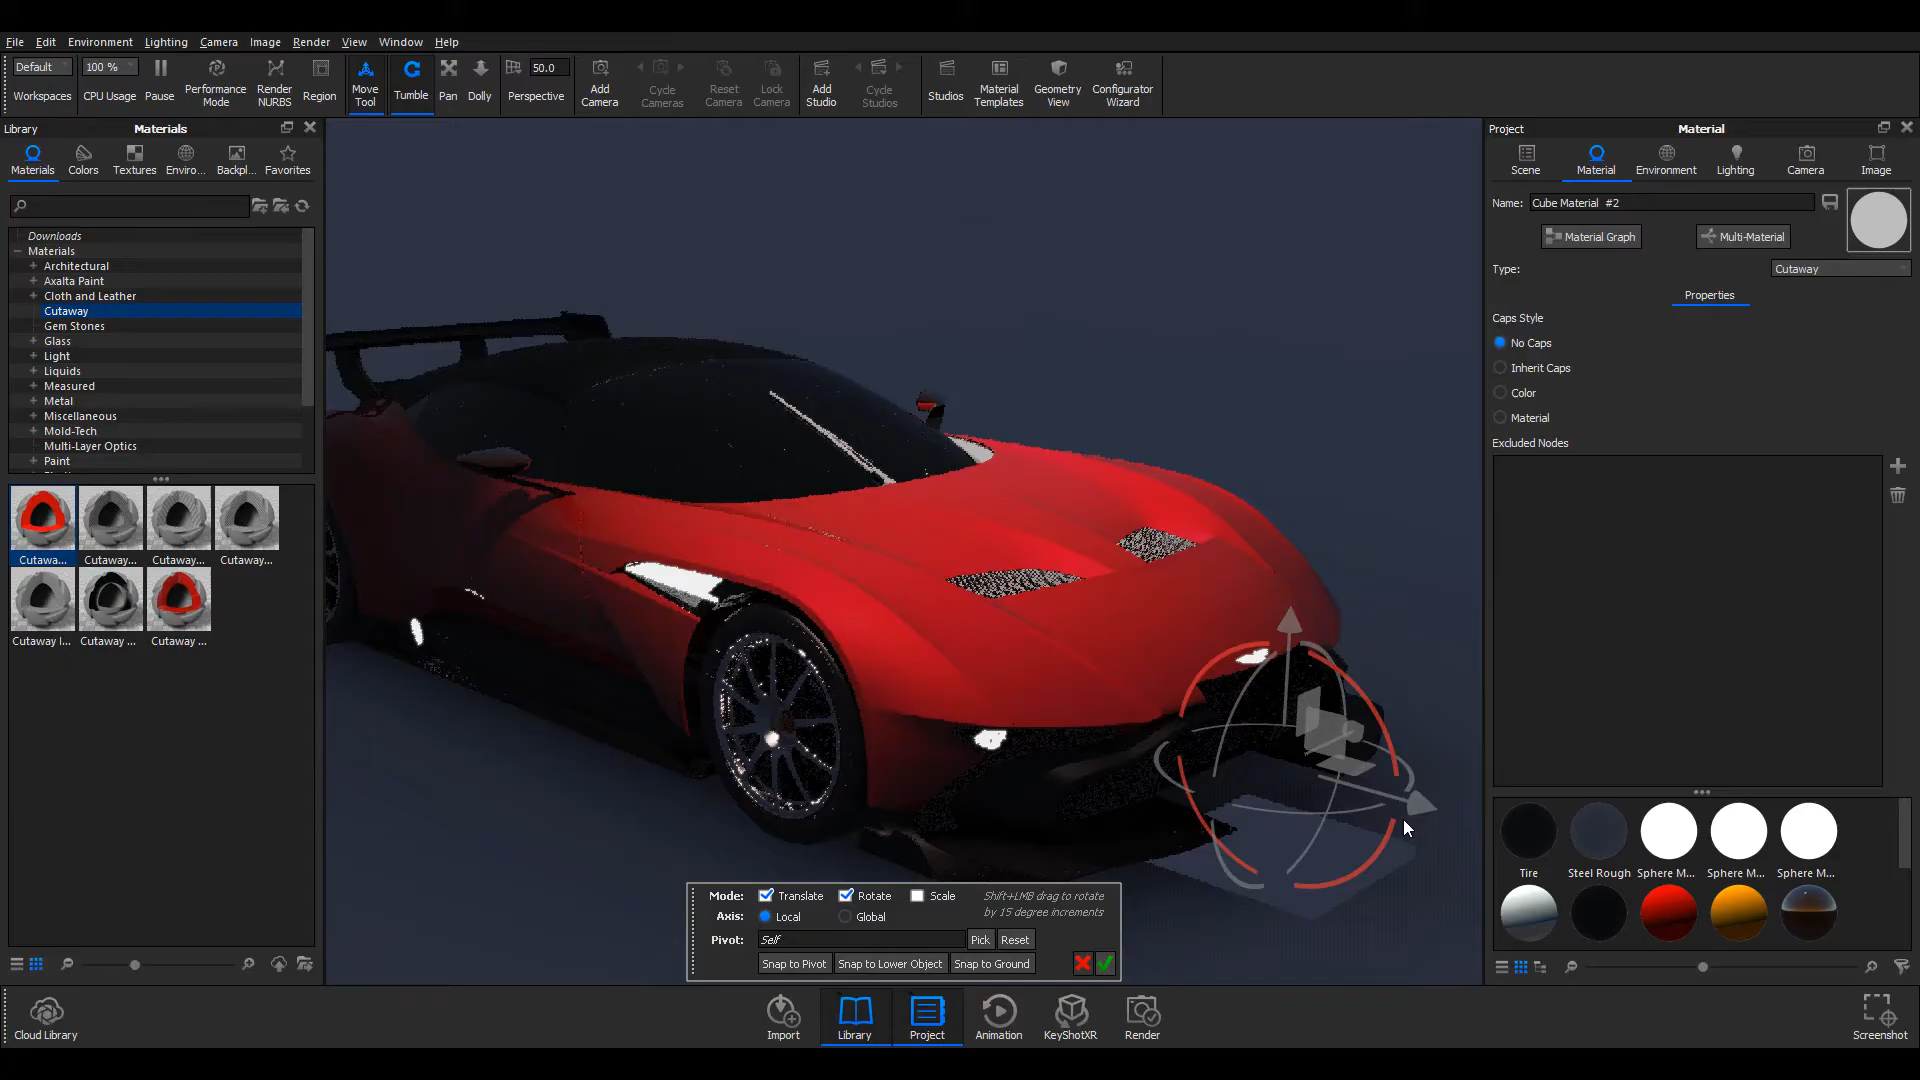 File Edit Environment Lighting Camera Image Render View Window Help
Default 100 % 50.0
Workspaces CPU Usage Pause Performance Mode Render NURBS Region Move Tool Tumble Pan Dolly Perspective Add Camera Cycle Cameras Reset Camera Lock Camera Add Studio Cycle Studios Studios Material Templates Geometry View Configurator Wizard
Library Materials
Materials Colors Textures Enviro... Backpl... Favorites
Downloads
Materials
Architectural
Axalta Paint
Cloth and Leather
Cutaway
Gem Stones
Glass
Light
Liquids
Measured
Metal
Miscellaneous
Mold-Tech
Multi-Layer Optics
Paint
Cutawa... Cutaway... Cutaway... Cutaway...
Cutaway I... Cutaway ... Cutaway ...
Project Material
Scene Material Environment Lighting Camera Image
Name: Cube Material #2
Material Graph Multi-Material
Type: Cutaway
Properties
Caps Style
No Caps
Inherit Caps
Color
Material
Excluded Nodes
Tire Steel Rough Sphere M... Sphere M... Sphere M...
Mode: Translate Rotate Scale Shift+LMB drag to rotate
Axis: Local Global by 15 degree increments
Pivot: Self Pick Reset
Snap to Pivot Snap to Lower Object Snap to Ground
Cloud Library Import Library Project Animation KeyShotXR Render Screenshot